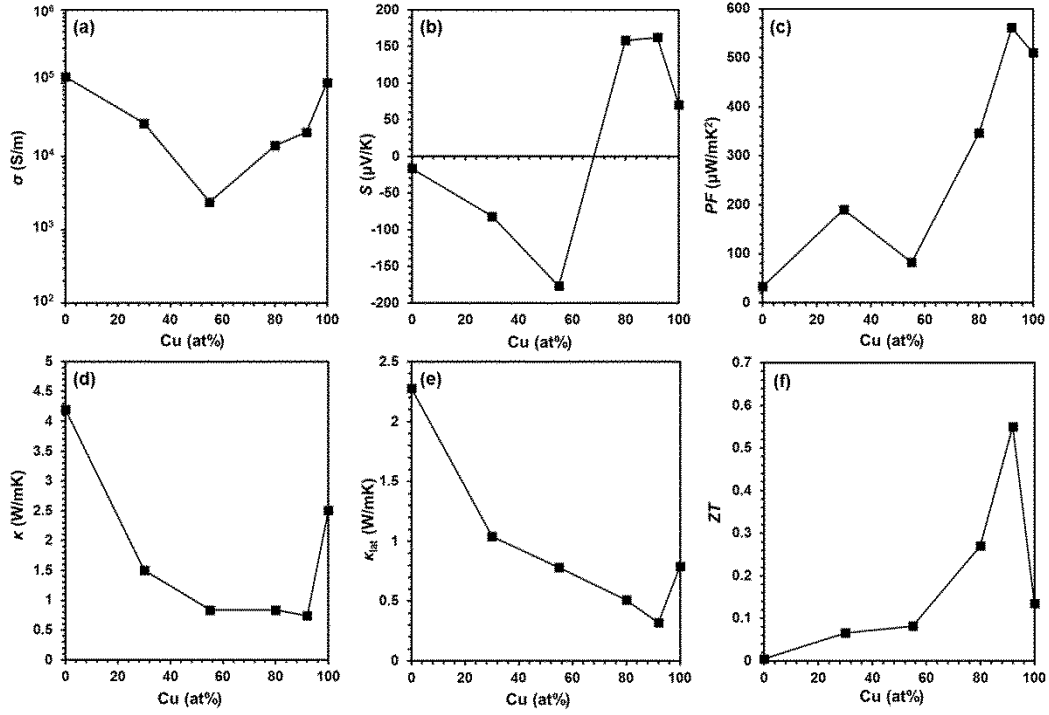 (a)
10⁶
10⁵
10⁴
10³
10²
σ (S/m)
0 20 40 60 80 100
Cu (at%)
(b)
200
150
100
50
0
-50
-100
-150
-200
S (µV/K)
0 20 40 60 80 100
Cu (at%)
(c)
600
500
400
300
200
100
0
PF (µW/mK²)
0 20 40 60 80 100
Cu (at%)
(d)
5
4.5
4
3.5
3
2.5
2
1.5
1
0.5
0
κ (W/mK)
0 20 40 60 80 100
Cu (at%)
(e)
2.5
2
1.5
1
0.5
0
κlat (W/mK)
0 20 40 60 80 100
Cu (at%)
(f)
0.7
0.6
0.5
0.4
0.3
0.2
0.1
0
ZT
0 20 40 60 80 100
Cu (at%)